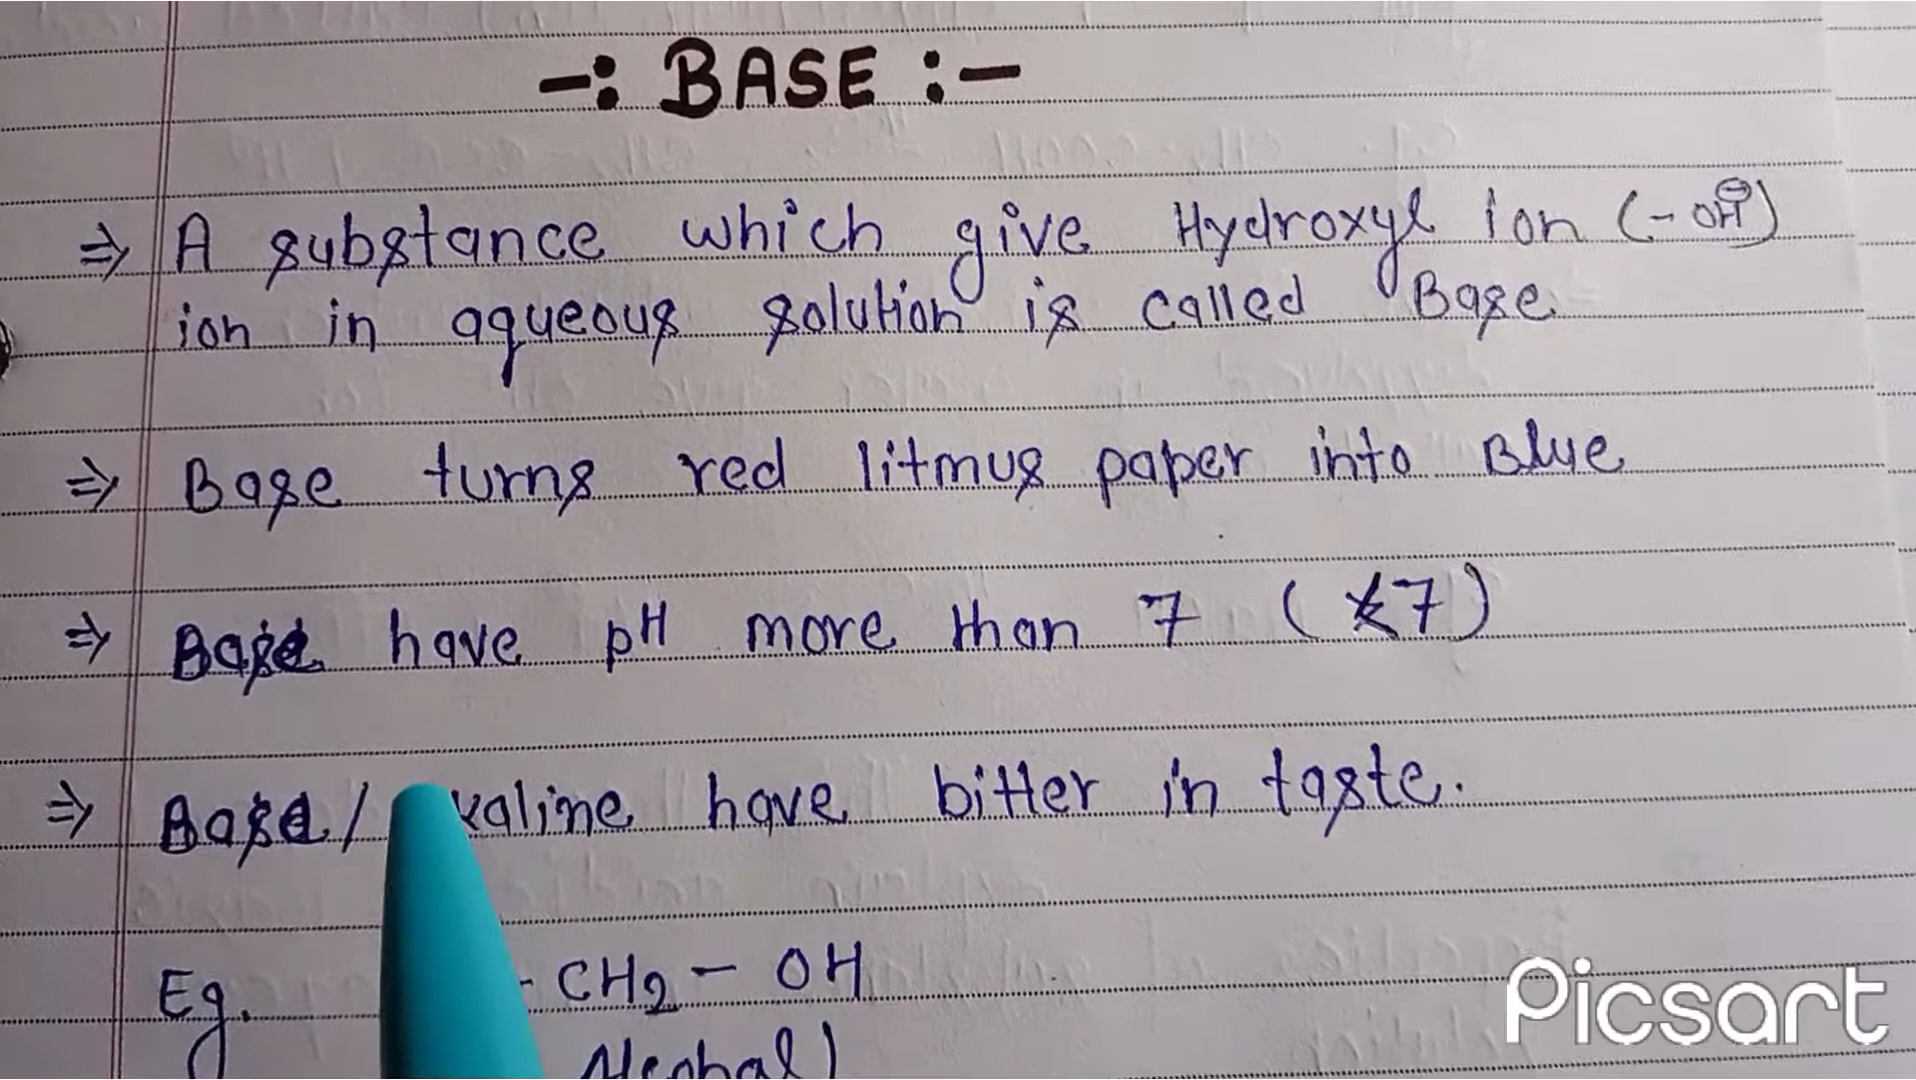 -: BASE :-
⇒ A substance which give Hydroxyl ion (-OH⊖)
ion in aqueous solution is called Base.
⇒ Base turns red litmus paper into Blue
⇒ Base have pH more than 7 ( 7)
⇒ Base / kaline have bitter in taste.
Eg. - CH2 - OH
Alcohal)
Picsart